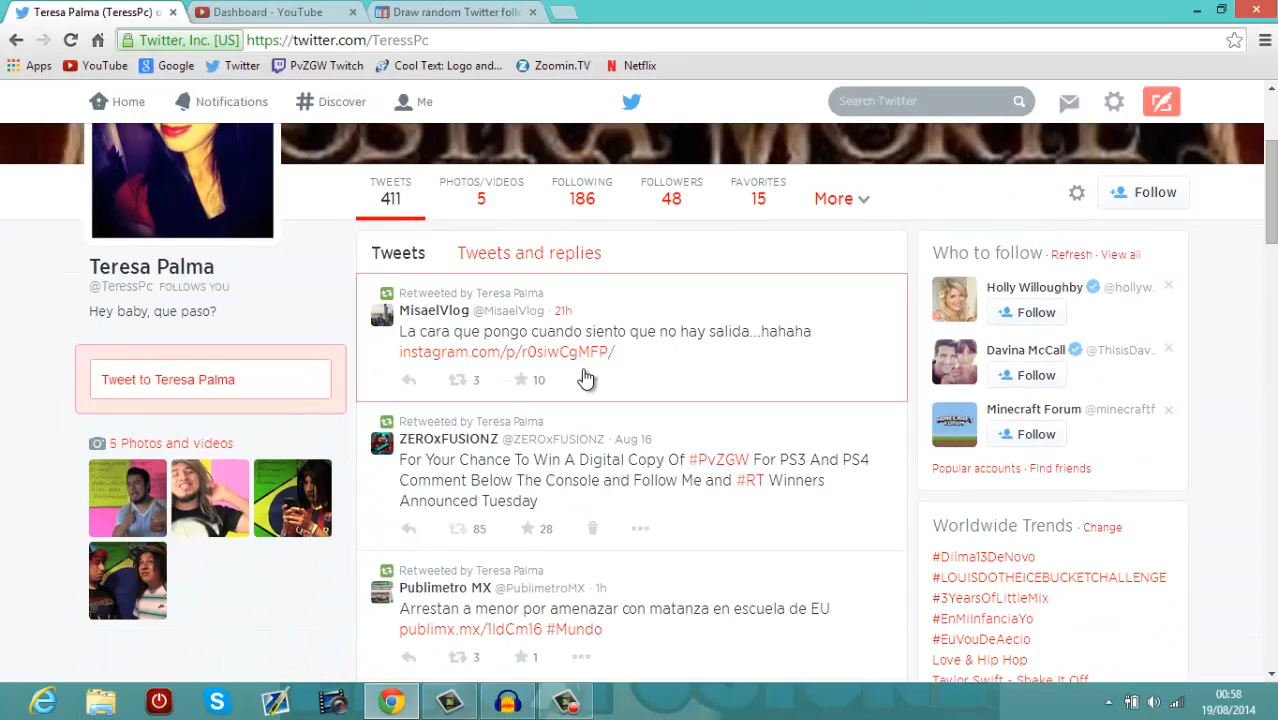 Teresa Palma (TeressPc) o
Dashboard - YouTube
Draw random Twitter foll
Twitter, Inc. [US]
https://twitter.com/TeressPc
Apps
YouTube
Google
Twitter
PvZGW Twitch
Cool Text: Logo and...
Zoomin.TV
Netflix
Home
Notifications
Discover
Me
Search Twitter
TWEETS
411
PHOTOS/VIDEOS
5
FOLLOWING
186
FOLLOWERS
48
FAVORITES
15
More
Follow
Teresa Palma
@TeressPc FOLLOWS YOU
Hey baby, que paso?
Tweet to Teresa Palma
5 Photos and videos
Tweets
Tweets and replies
Retweeted by Teresa Palma
MisaelVlog @MisaelVlog · 21h
La cara que pongo cuando siento que no hay salida...hahaha
instagram.com/p/r0siwCgMFP/
3
10
Retweeted by Teresa Palma
ZEROxFUSIONZ @ZEROxFUSIONZ · Aug 16
For Your Chance To Win A Digital Copy Of #PvZGW For PS3 And PS4
Comment Below The Console and Follow Me and #RT Winners
Announced Tuesday
85
28
Retweeted by Teresa Palma
Publimetro MX @PublimetroMX · 1h
Arrestan a menor por amenazar con matanza en escuela de EU
publimx.mx/1ldCm16 #Mundo
3
1
Who to follow · Refresh · View all
Holly Willoughby @hollyw..
Follow
Davina McCall @ThisisDav..
Follow
Minecraft Forum @minecraftf
Follow
Popular accounts · Find friends
Worldwide Trends · Change
#Dilma13DeNovo
#LOUISDOTHEICEBUCKETCHALLENGE
#3YearsOfLittleMix
#EnMiInfanciaYo
#EuVouDeAecio
Love & Hip Hop
Taylor Swift - Shake It Off
00:58
19/08/2014